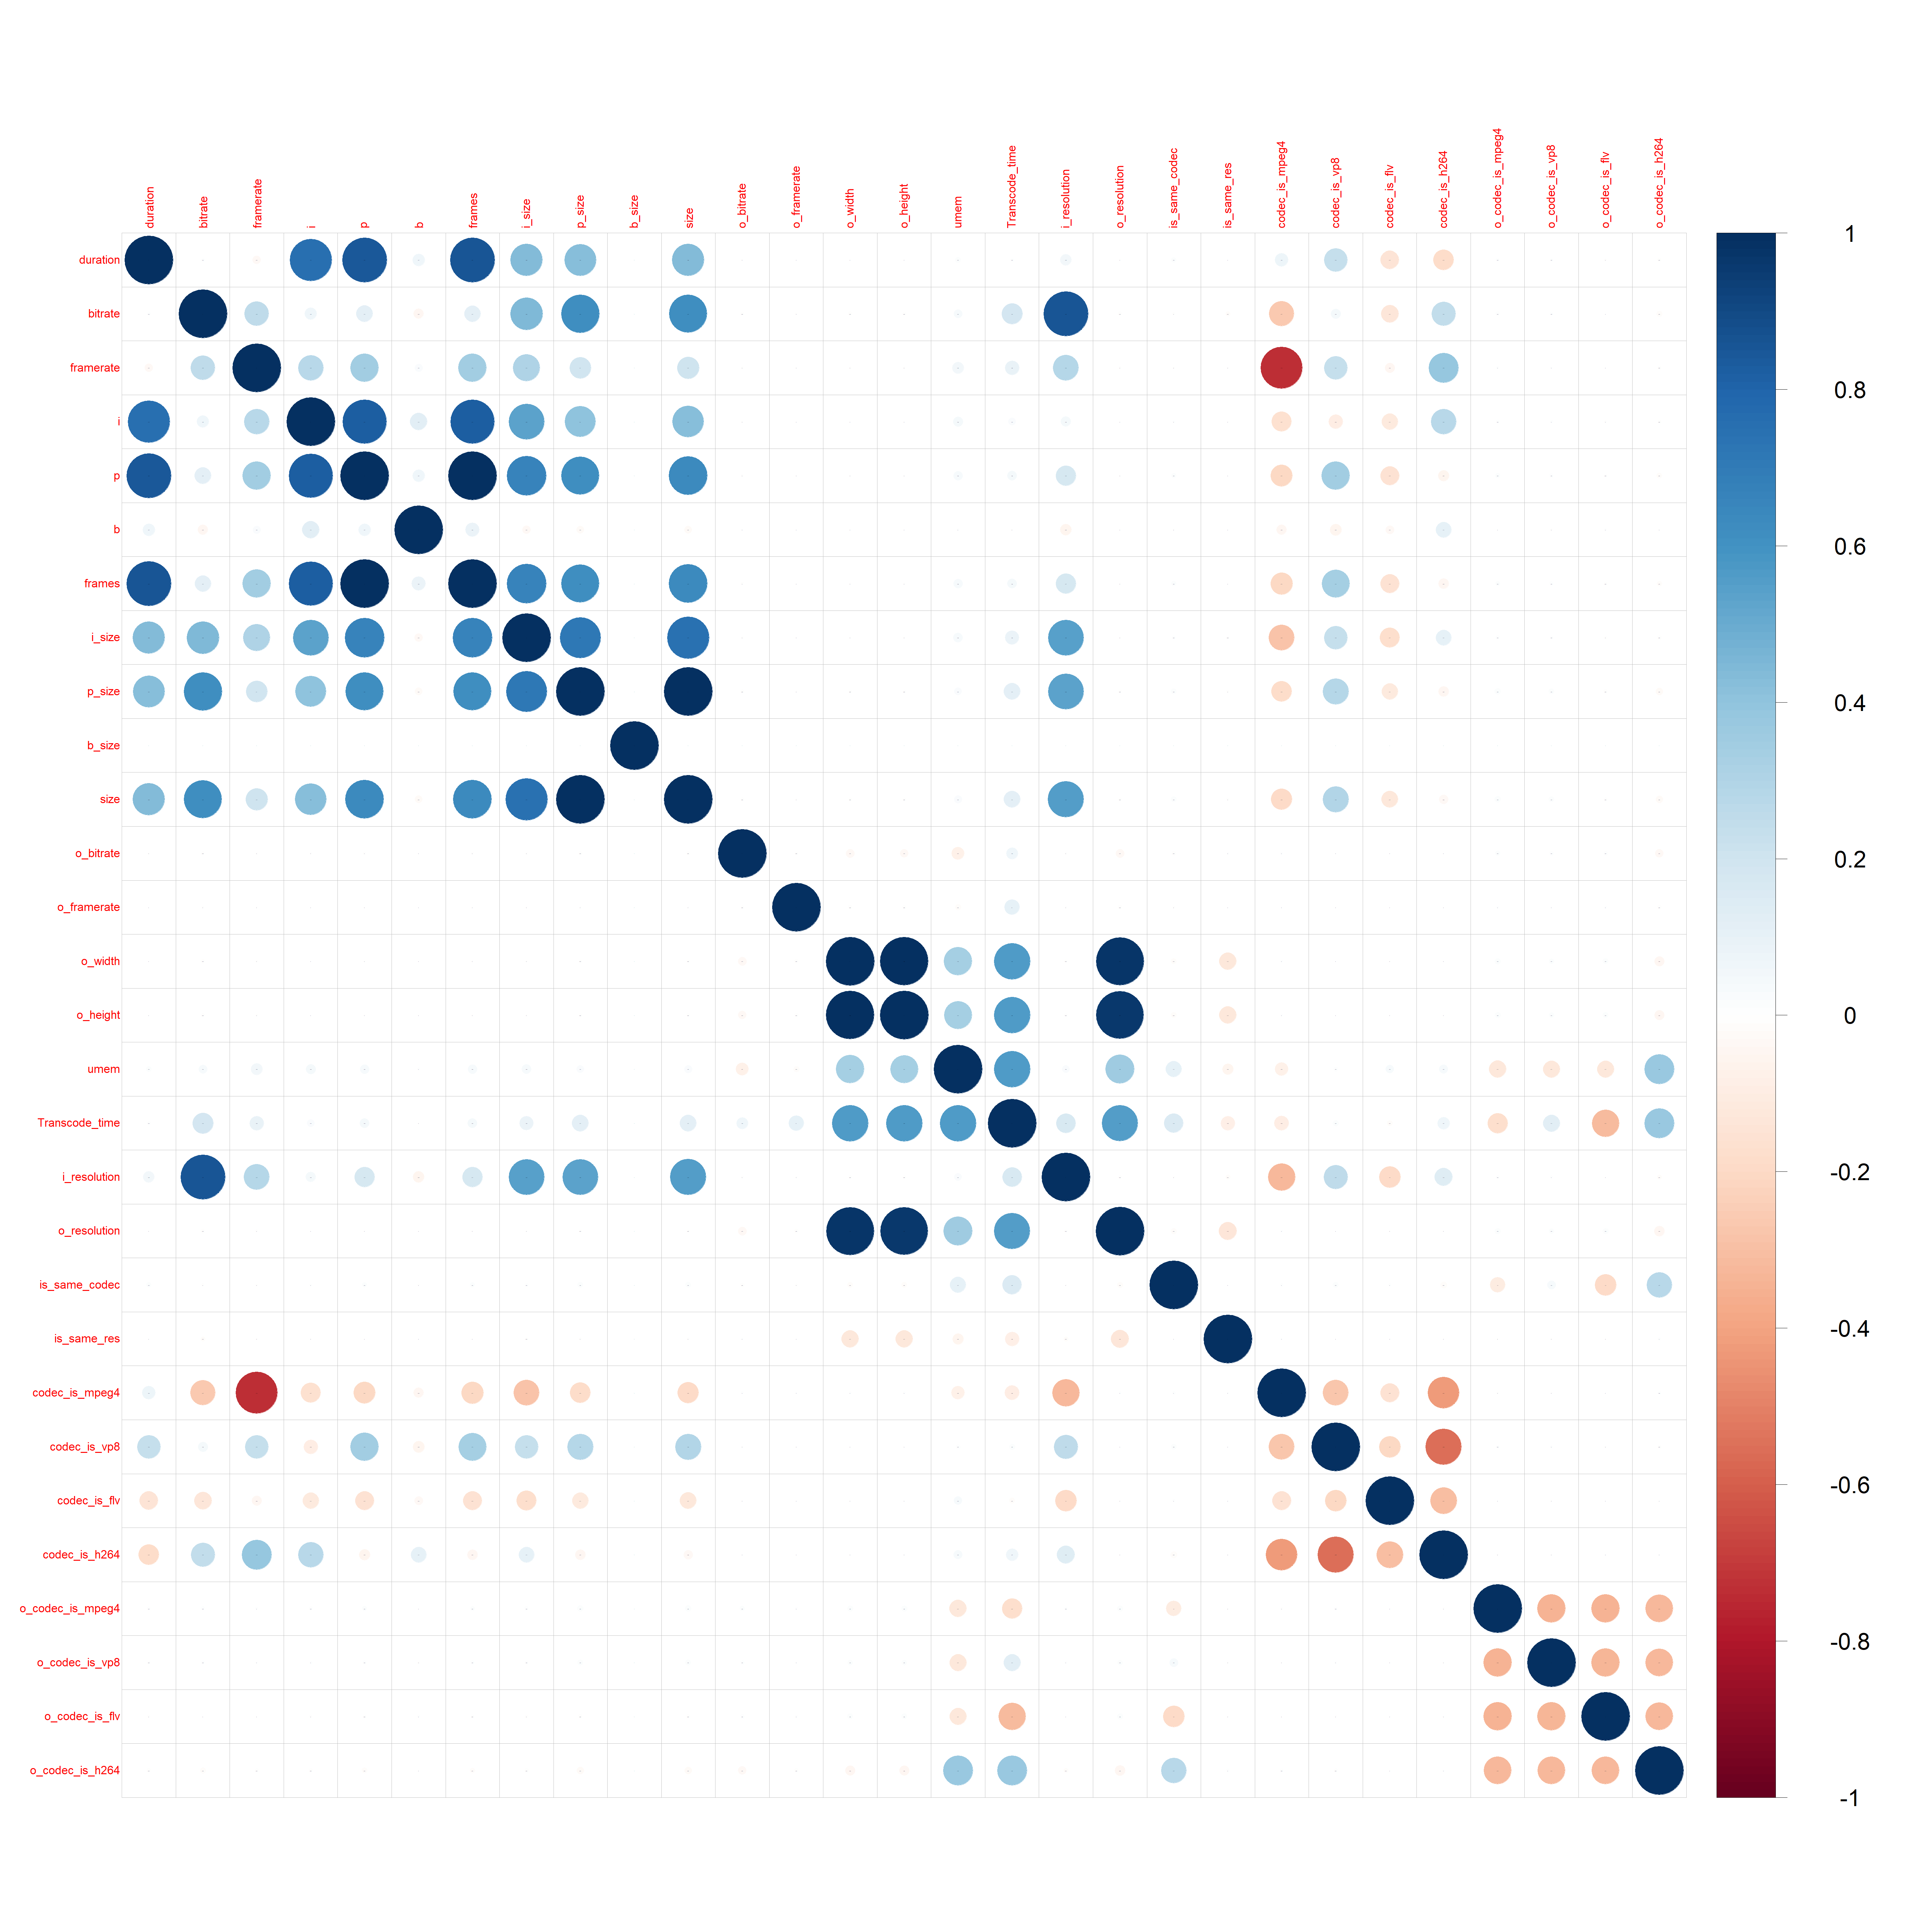 duration
bitrate
framerate
i
p
b
frames
i_size
p_size
b_size
size
o_bitrate
o_framerate
o_width
o_height
umem
Transcode_time
i_resolution
o_resolution
is_same_codec
is_same_res
codec_is_mpeg4
codec_is_vp8
codec_is_flv
codec_is_h264
o_codec_is_mpeg4
o_codec_is_vp8
o_codec_is_flv
o_codec_is_h264
duration
bitrate
framerate
i
p
b
frames
i_size
p_size
b_size
size
o_bitrate
o_framerate
o_width
o_height
umem
Transcode_time
i_resolution
o_resolution
is_same_codec
is_same_res
codec_is_mpeg4
codec_is_vp8
codec_is_flv
codec_is_h264
o_codec_is_mpeg4
o_codec_is_vp8
o_codec_is_flv
o_codec_is_h264
1
0.8
0.6
0.4
0.2
0
-0.2
-0.4
-0.6
-0.8
-1